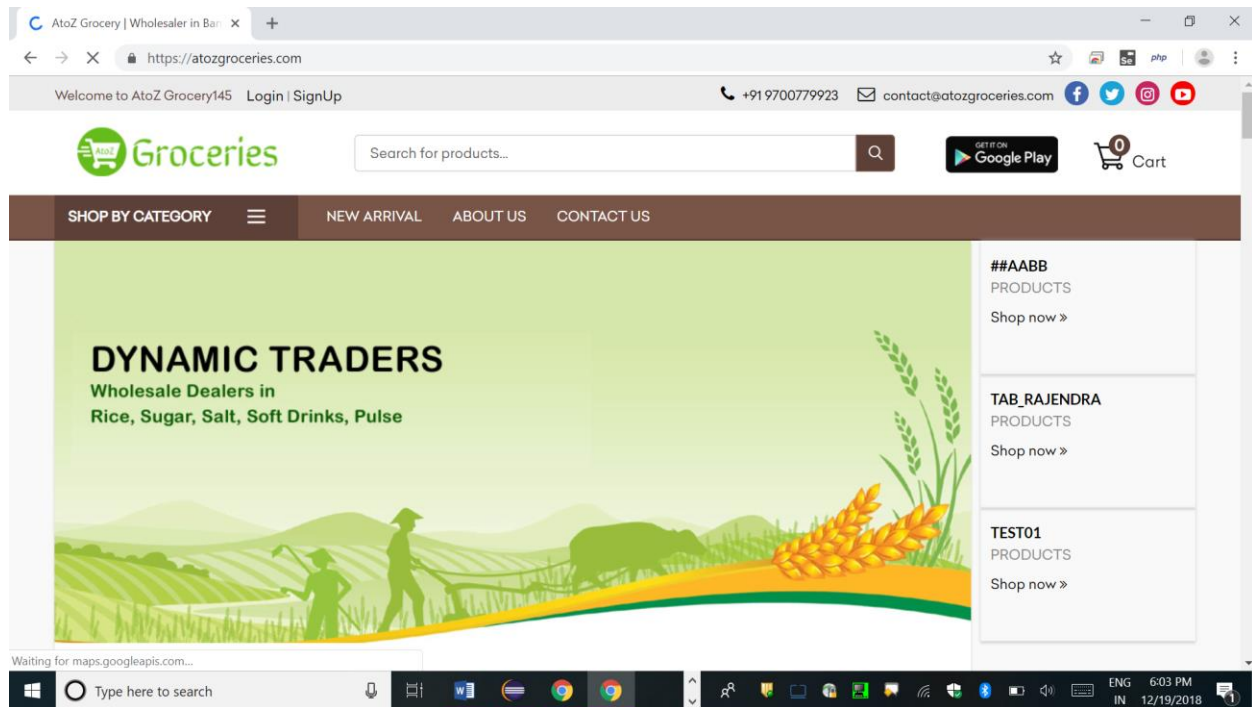 AtoZ Grocery | Wholesaler in Ban
https://atozgroceries.com
Se
php
Welcome to AtoZ Grocery145 Login | SignUp
+91 9700779923 contact@atozgroceries.com
AtoZ Groceries
Search for products...
GET IT ON
Google Play
0
Cart
SHOP BY CATEGORY NEW ARRIVAL ABOUT US CONTACT US
##AABB
PRODUCTS
Shop now »
DYNAMIC TRADERS
Wholesale Dealers in
Rice, Sugar, Salt, Soft Drinks, Pulse
TAB_RAJENDRA
PRODUCTS
Shop now »
TEST01
PRODUCTS
Shop now »
Waiting for maps.googleapis.com...
Type here to search
ENG 6:03 PM
IN 12/19/2018
1